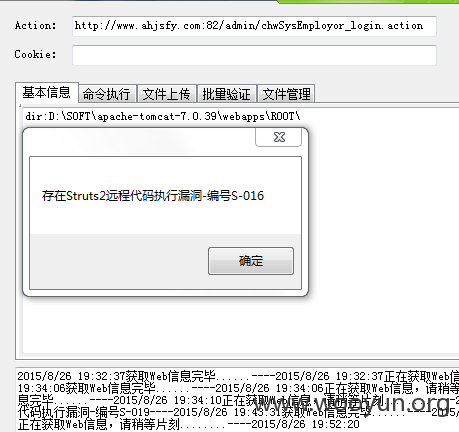 Action: http://www.ahjsfy.com:82/admin/chwSysEmployor_login.action
Cookie:
基本信息 命令执行 文件上传 批量验证 文件管理
dir:D:\SOFT\apache-tomcat-7.0.39\webapps\ROOT\
存在Struts2远程代码执行漏洞-编号S-016
确定
2015/8/26 19:32:37获取Web信息完毕......----2015/8/26 19:32:37正在获取Web
19:34:06获取Web信息完毕......----2015/8/26 19:34:06正在获取Web信息,请稍等
息完毕......----2015/8/26 19:34:10正在获取Web信息,请稍等片刻
代码执行漏洞-编号S-019----2015/8/26 19:43:31获取Web信息完毕......
正在获取Web信息,请稍等片刻........----2015/8/26 19:52:20
www.wooyun.org